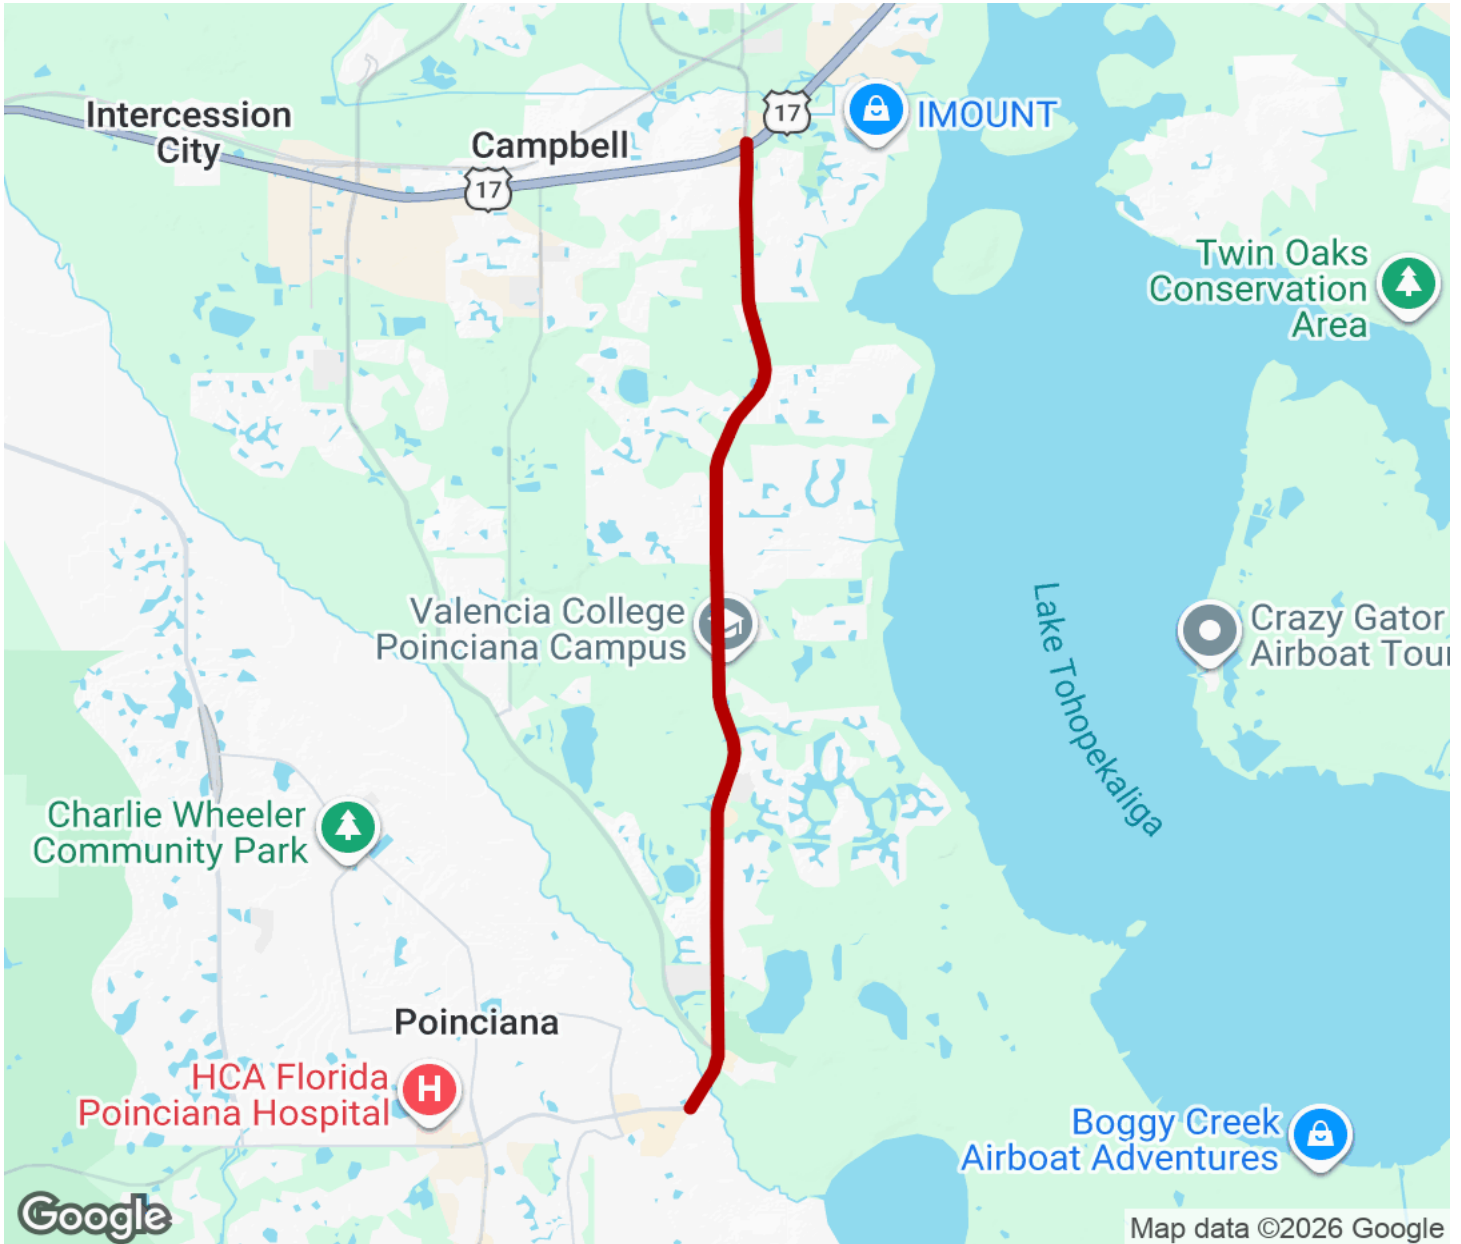 17
IMOUNT
Intercession
City
Campbell
17
Twin Oaks
Conservation
Area
Valencia College
Poinciana Campus
Lake Tohopekaliga
Crazy Gator
Airboat Tour
Charlie Wheeler
Community Park
Poinciana
HCA Florida
Poinciana Hospital
H
Boggy Creek
Airboat Adventures
Google
Map data ©2026 Google